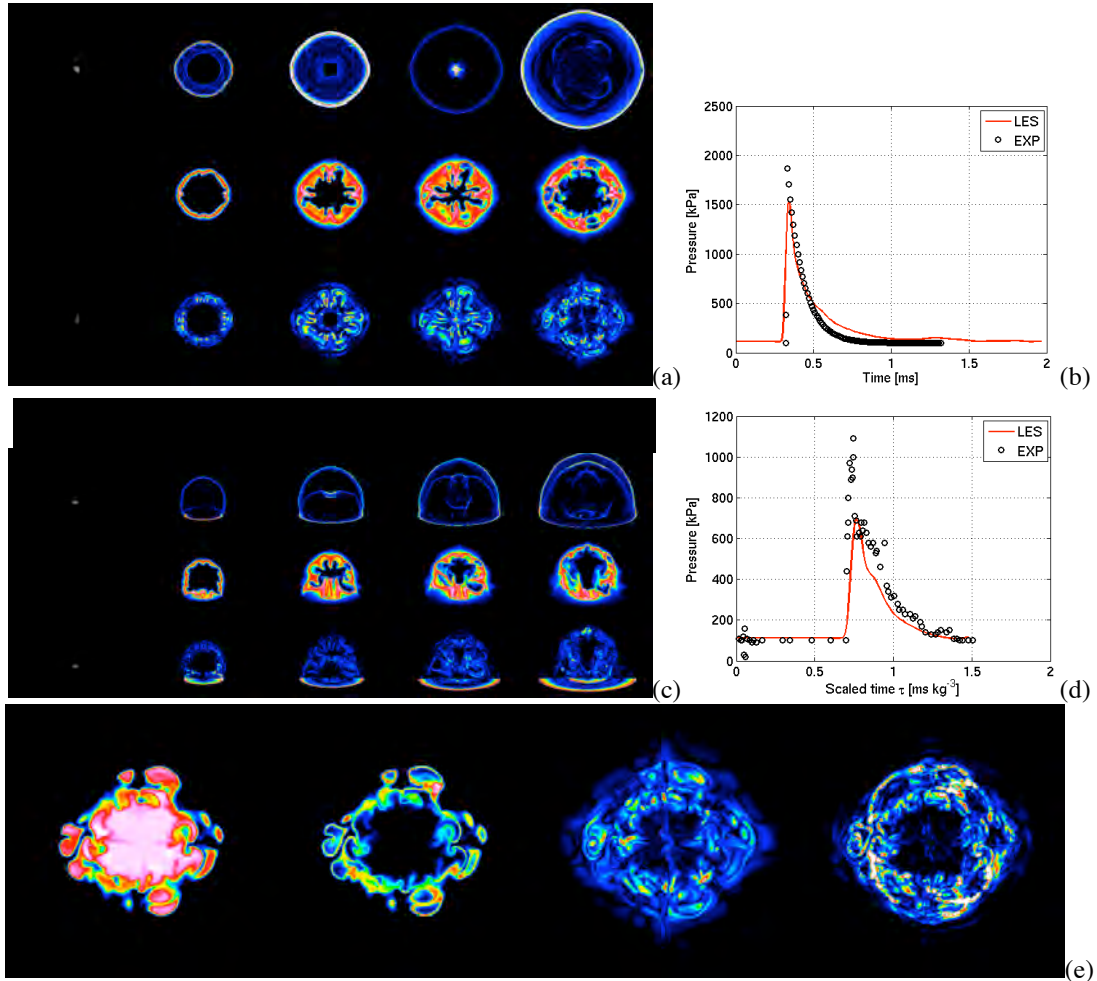 (a)
2500
2000
1500
1000
500
0
Pressure [kPa]
LES
EXP
0 0.5 1 1.5 2
Time [ms]
(b)
(c)
1200
1000
800
600
400
200
0
Pressure [kPa]
LES
EXP
0 0.5 1 1.5 2
Scaled time τ [ms kg⁻³]
(d)
(e)